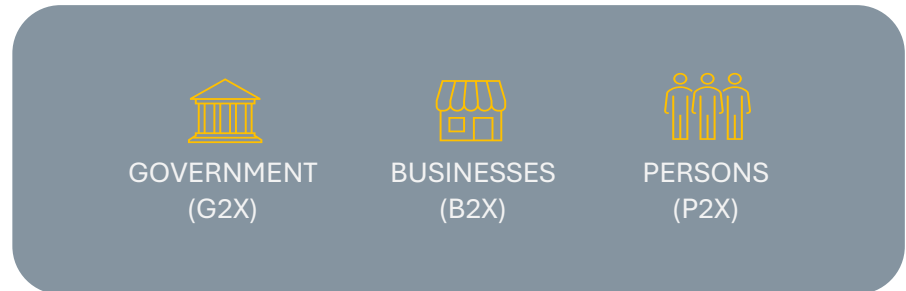 GOVERNMENT
(G2X)
BUSINESSES
(B2X)
PERSONS
(P2X)